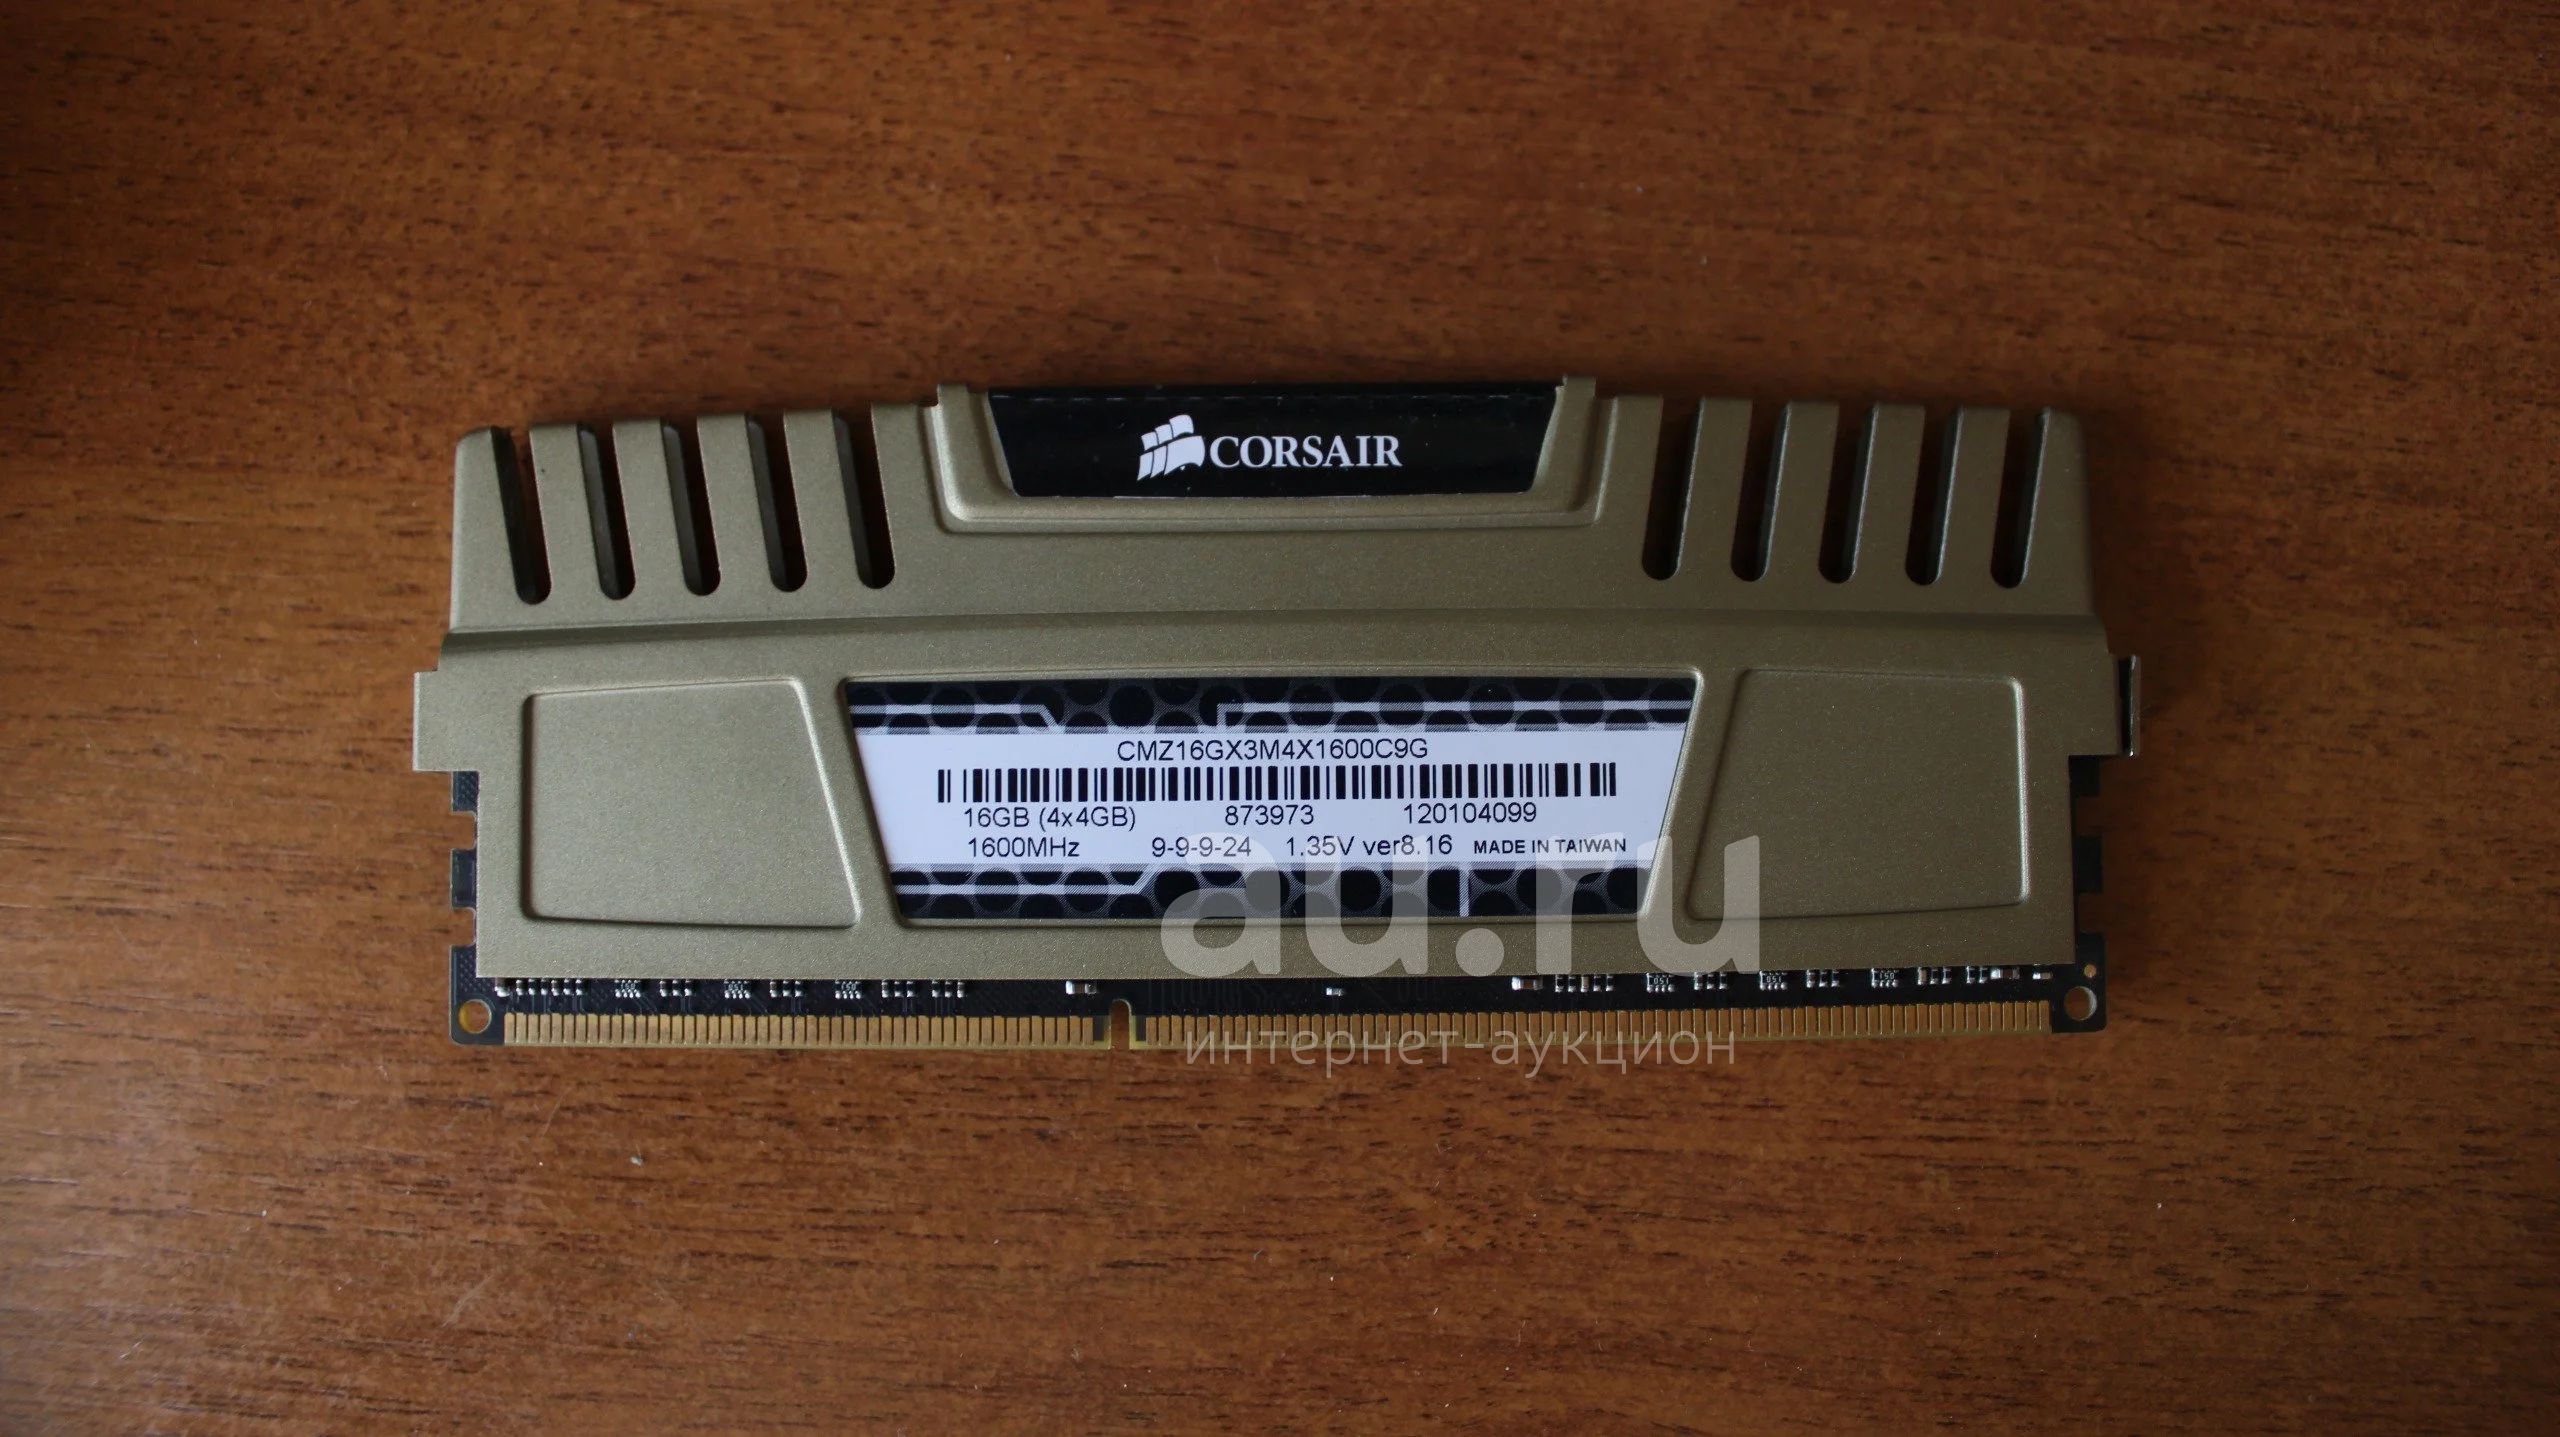 CORSAIR
CMZ16GX3M4X1600C9G
16GB (4x4GB) 873973 120104099
1600MHz 9-9-9-24 1.35V ver8.16 MADE IN TAIWAN
au.ru
интернет-аукцион